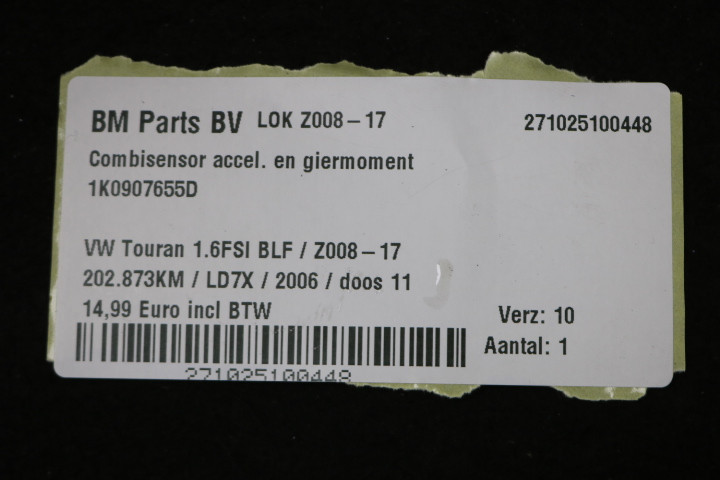 BM Parts BV LOK Z008-17 271025100448
Combisensor accel. en giermoment
1K0907655D
VW Touran 1.6FSI BLF / Z008-17
202.873KM / LD7X / 2006 / doos 11
14,99 Euro incl BTW
Verz: 10
Aantal: 1
271025100448